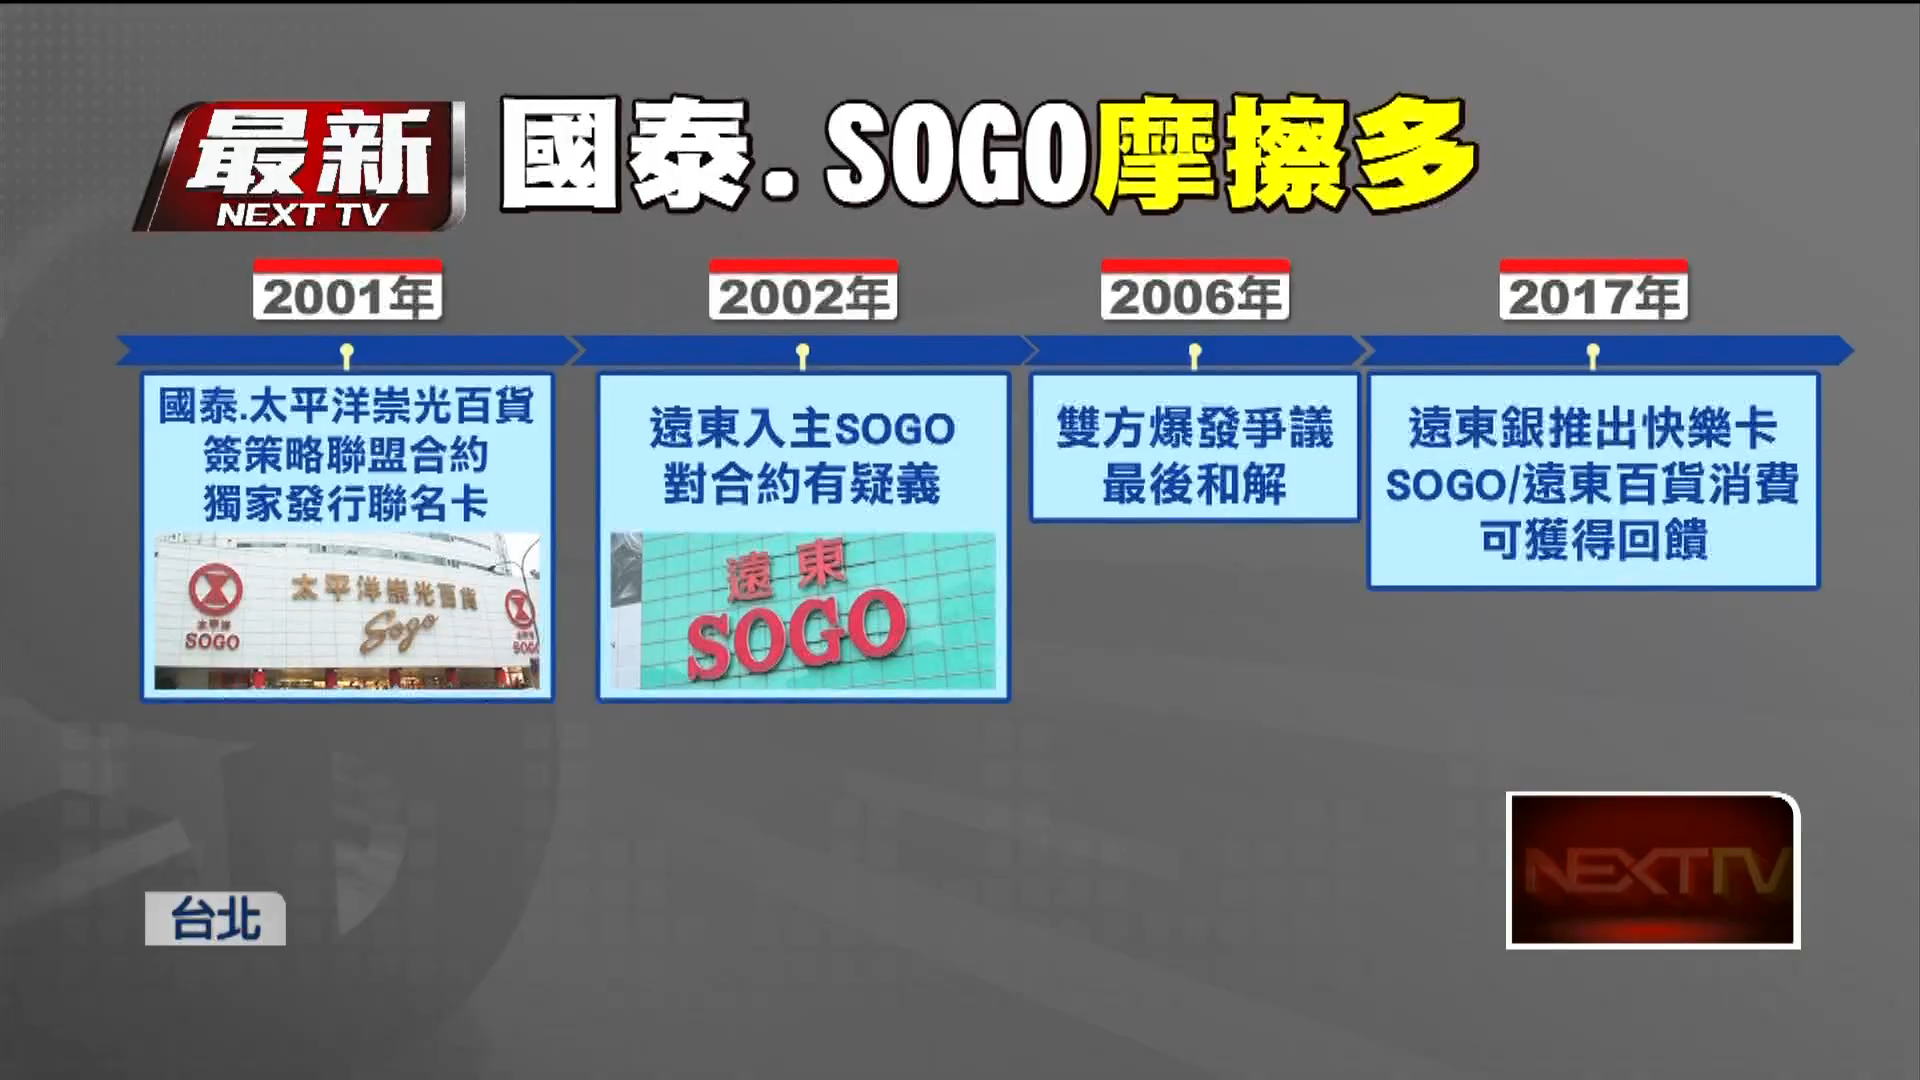 最新
NEXT TV
國泰.SOGO摩擦多
2001年
國泰.太平洋崇光百貨
簽策略聯盟合約
獨家發行聯名卡
太平洋崇光百貨
Sogo
太平洋
SOGO
SOGO
2002年
遠東入主SOGO
對合約有疑義
遠東
SOGO
2006年
雙方爆發爭議
最後和解
2017年
遠東銀推出快樂卡
SOGO/遠東百貨消費
可獲得回饋
台北
NEXTTV